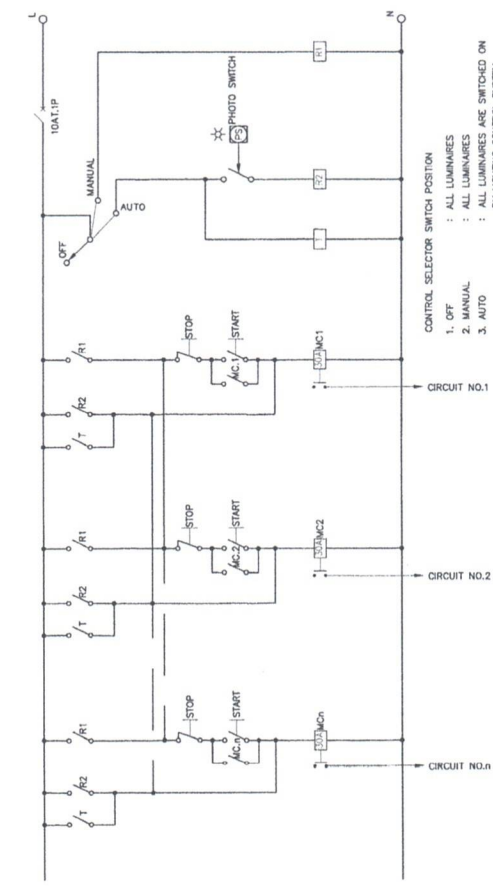 L
10AT.1P
OFF
MANUAL
AUTO
PHOTO SWITCH
PS
T
R2
R1
N
T
R2
R1
STOP
MC.1
START
30A MC1
CIRCUIT NO.1
T
R2
R1
STOP
MC.2
START
30A MC2
CIRCUIT NO.2
T
R2
R1
STOP
MC.n
START
30A MCn
CIRCUIT NO.n
CONTROL SELECTOR SWITCH POSITION
1. OFF : ALL LUMINAIRES
2. MANUAL : ALL LUMINAIRES
3. AUTO : ALL LUMINAIRES ARE SWITCHED ON